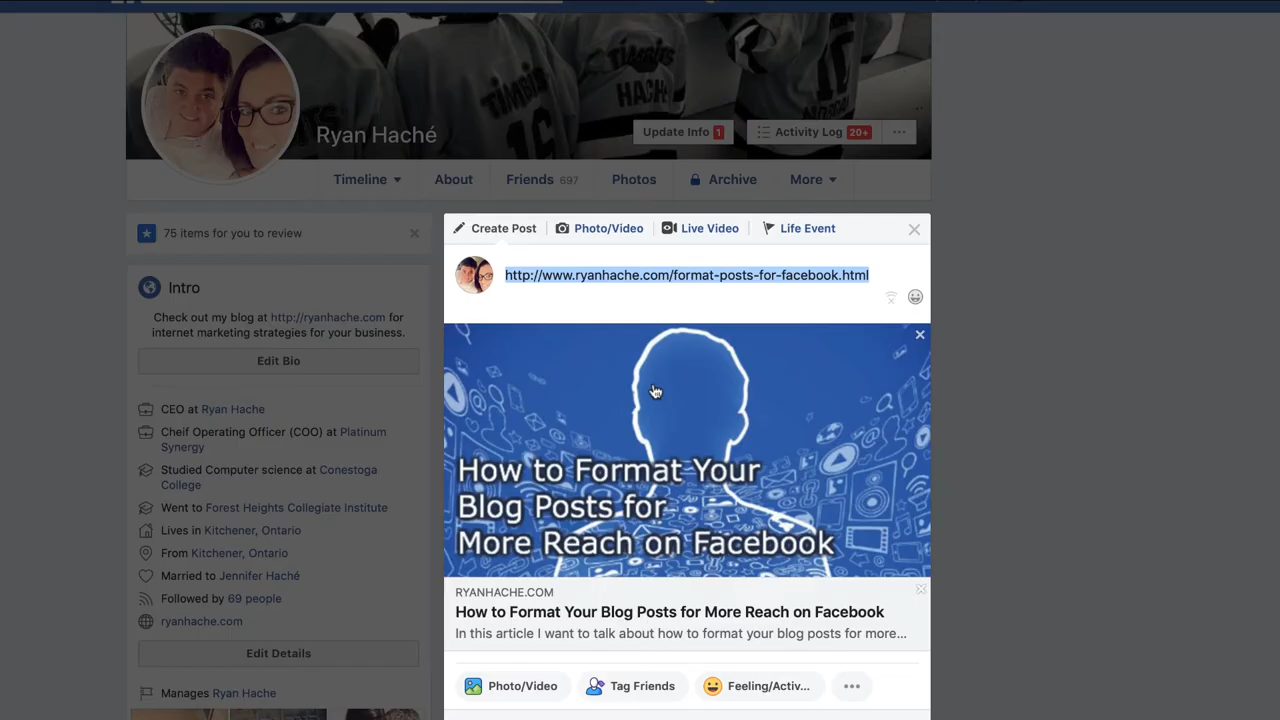 TIMBITS
16
TIMBITS
HACHÉ
10
Ryan Haché
Update Info 1
Activity Log 20+
Timeline
About
Friends 697
Photos
Archive
More
75 items for you to review
Create Post
Photo/Video
Live Video
Life Event
http://www.ryanhache.com/format-posts-for-facebook.html
Intro
Check out my blog at http://ryanhache.com for
internet marketing strategies for your business.
Edit Bio
CEO at Ryan Hache
Cheif Operating Officer (COO) at Platinum
Synergy
Studied Computer science at Conestoga
College
Went to Forest Heights Collegiate Institute
Lives in Kitchener, Ontario
From Kitchener, Ontario
Married to Jennifer Haché
Followed by 69 people
ryanhache.com
Edit Details
Manages Ryan Hache
How to Format Your
Blog Posts for
More Reach on Facebook
RYANHACHE.COM
How to Format Your Blog Posts for More Reach on Facebook
In this article I want to talk about how to format your blog posts for more...
Photo/Video
Tag Friends
Feeling/Activ...